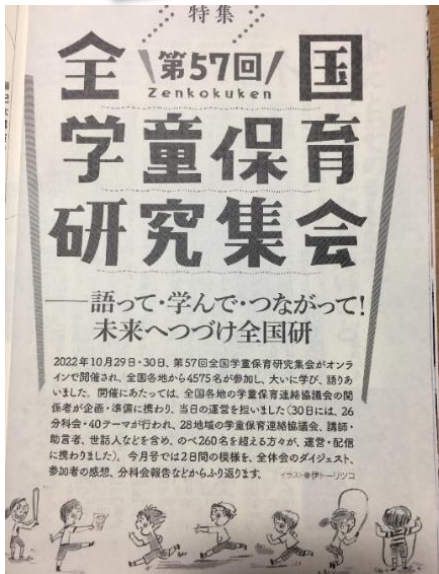 特集
全国
第57回
Zenkokuken
学童保育
研究集会
──語って・学んで・つながって!
未来へつづけ全国研
2022年10月29日・30日、第57回全国学童保育研究集会がオンラ
インで開催され、全国各地から4575名が参加し、大いに学び、語りあ
いました。開催にあたっては、全国各地の学童保育連絡協議会の関
係者が企画・準備に携わり、当日の運営を担いました(30日には、26
分科会・40テーマが行われ、28地域の学童保育連絡協議会、講師・
助言者、世話人などを含め、のべ260名を超える方々が、運営・配信
に携わりました)。今月号では2日間の模様を、全体会のダイジェスト、
参加者の感想、分科会報告などからふり返ります。
イラスト●伊トーリツコ